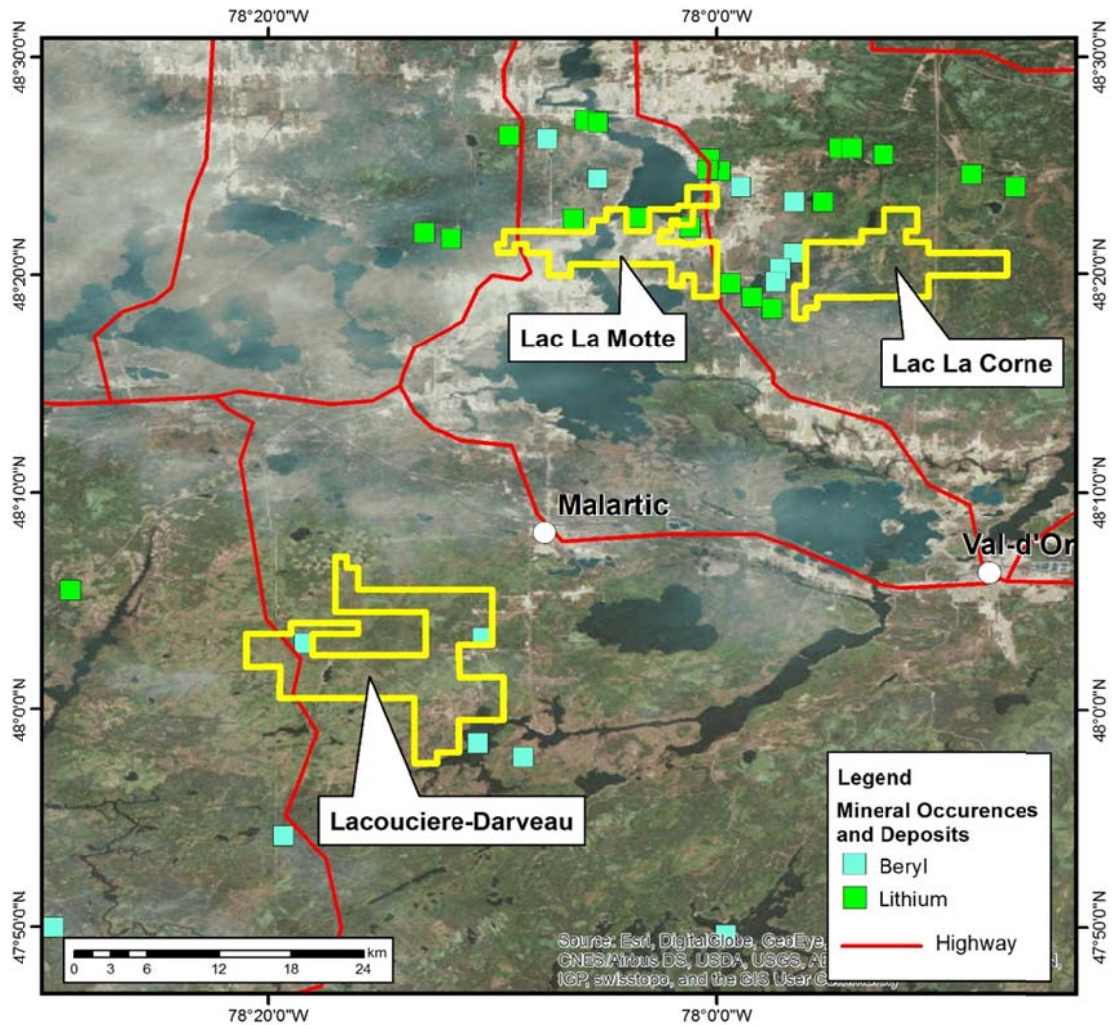 78°20'0"W 78°0'0"W
48°30'0"N 48°30'0"N
Lac La Motte
48°20'0"N 48°20'0"N
Lac La Corne
48°10'0"N 48°10'0"N
Malartic
Val-d'Or
Lacouciere-Darveau
48°0'0"N 48°0'0"N
Legend
Mineral Occurences
and Deposits
Beryl
Lithium
Highway
47°50'0"N 47°50'0"N
km
0 3 6 12 18 24
Source: Esri, DigitalGlobe, GeoEye,
CNES/Airbus DS, USDA, USGS,
IGP, swisstopo, and the GIS User
78°20'0"W 78°0'0"W